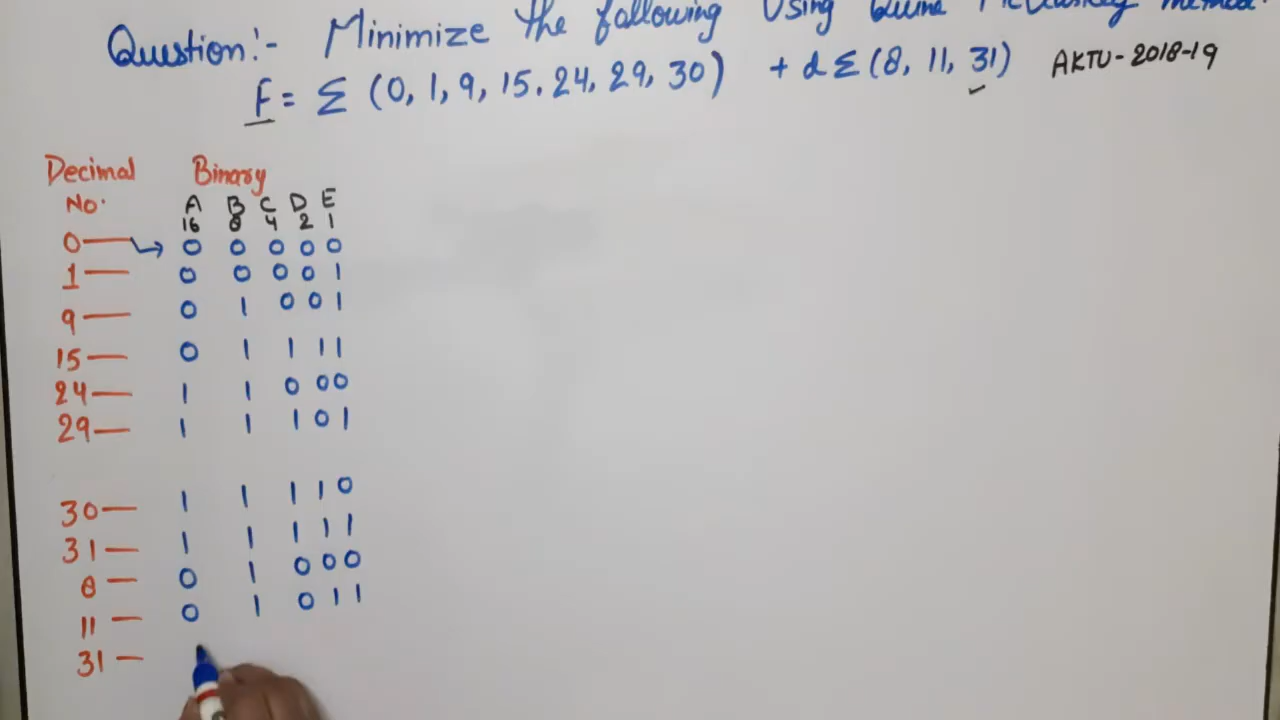 Question:- Minimize the following Using Quine McCluskey method.
F = Σ (0, 1, 9, 15. 24, 29, 30) + d Σ (8, 11, 31) AKTU-2018-19
Decimal Binary
No. A B C D E
16 8 4 2 1
0 — 0 0 0 0 0
1 — 0 0 0 0 1
9 — 0 1 0 0 1
15 — 0 1 1 1 1
24 — 1 1 0 0 0
29 — 1 1 1 0 1
30 — 1 1 1 1 0
31 — 1 1 1 1 1
8 — 0 1 0 0 0
11 — 0 1 0 1 1
31 —